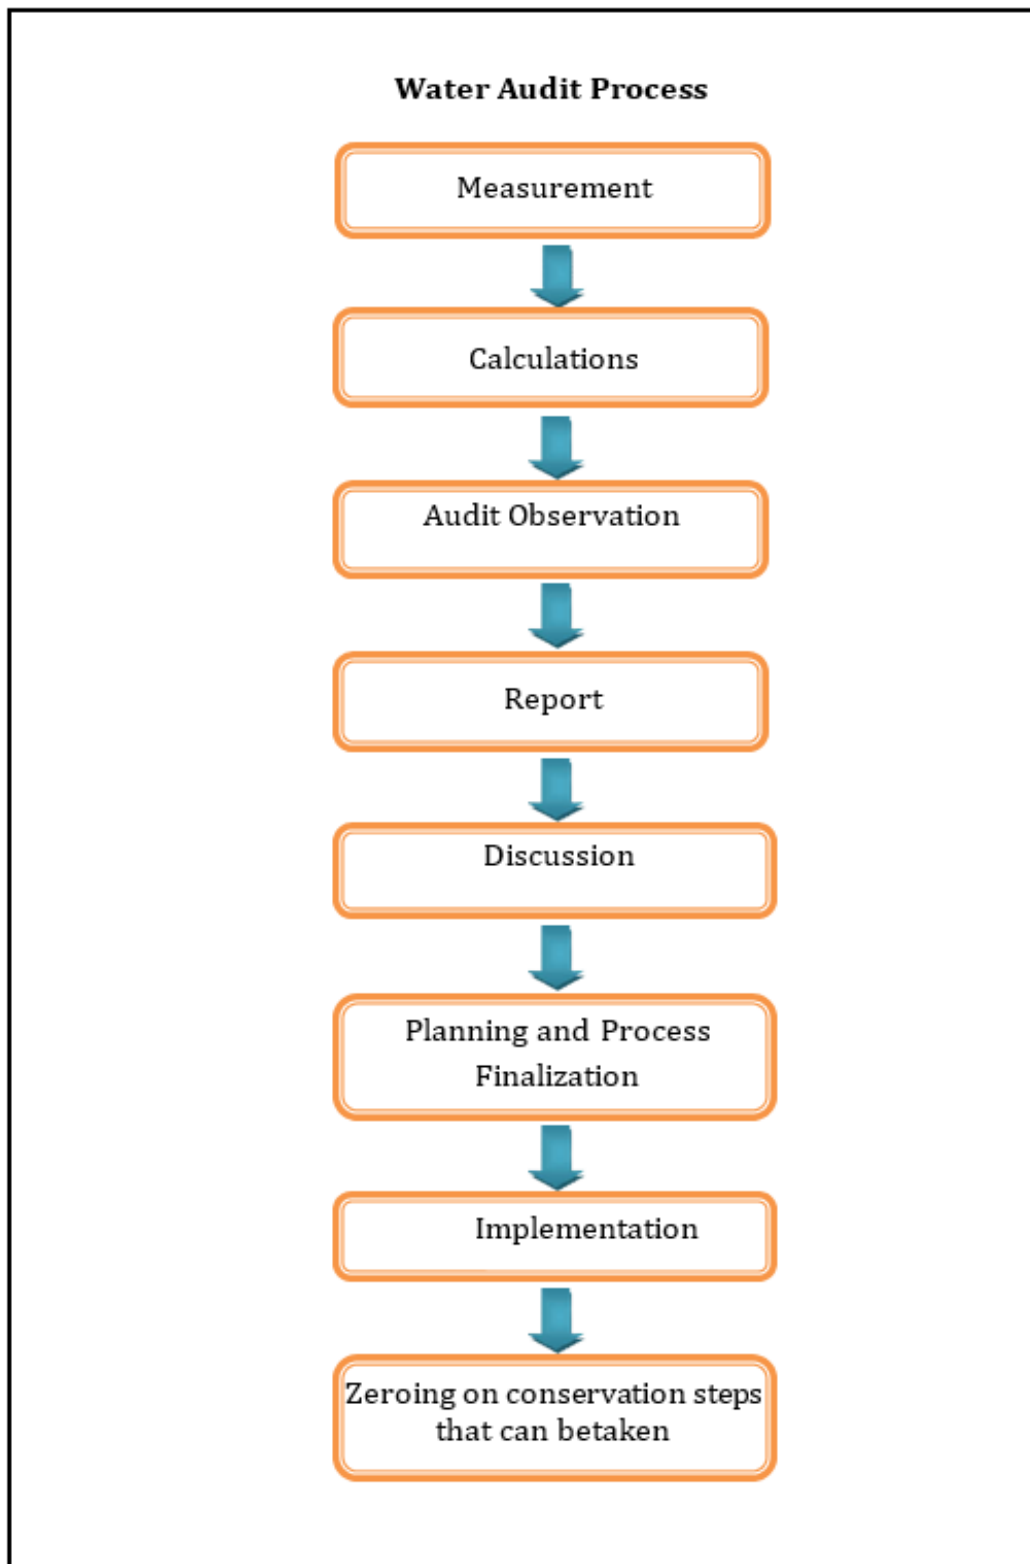 Water Audit Process
Measurement
Calculations
Audit Observation
Report
Discussion
Planning and Process
Finalization
Implementation
Zeroing on conservation steps
that can betaken